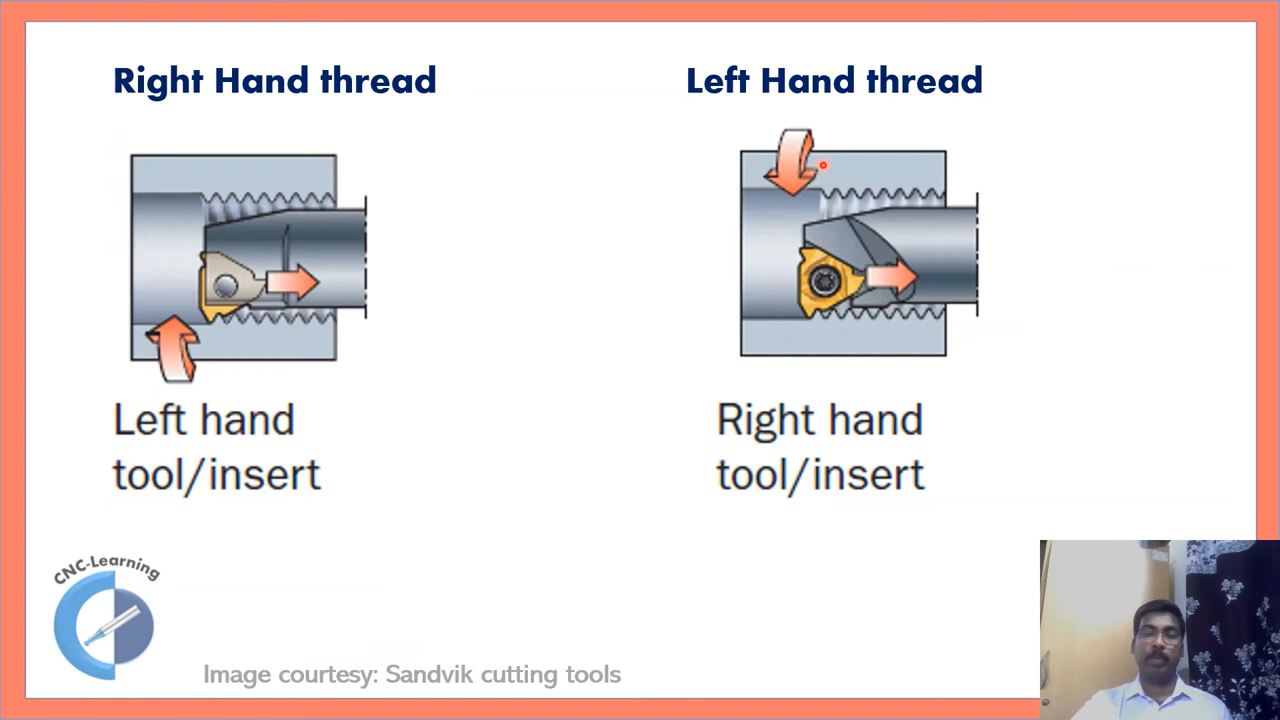 Right Hand thread
Left Hand thread
Left hand
tool/insert
Right hand
tool/insert
CNC-Learning
Image courtesy: Sandvik cutting tools